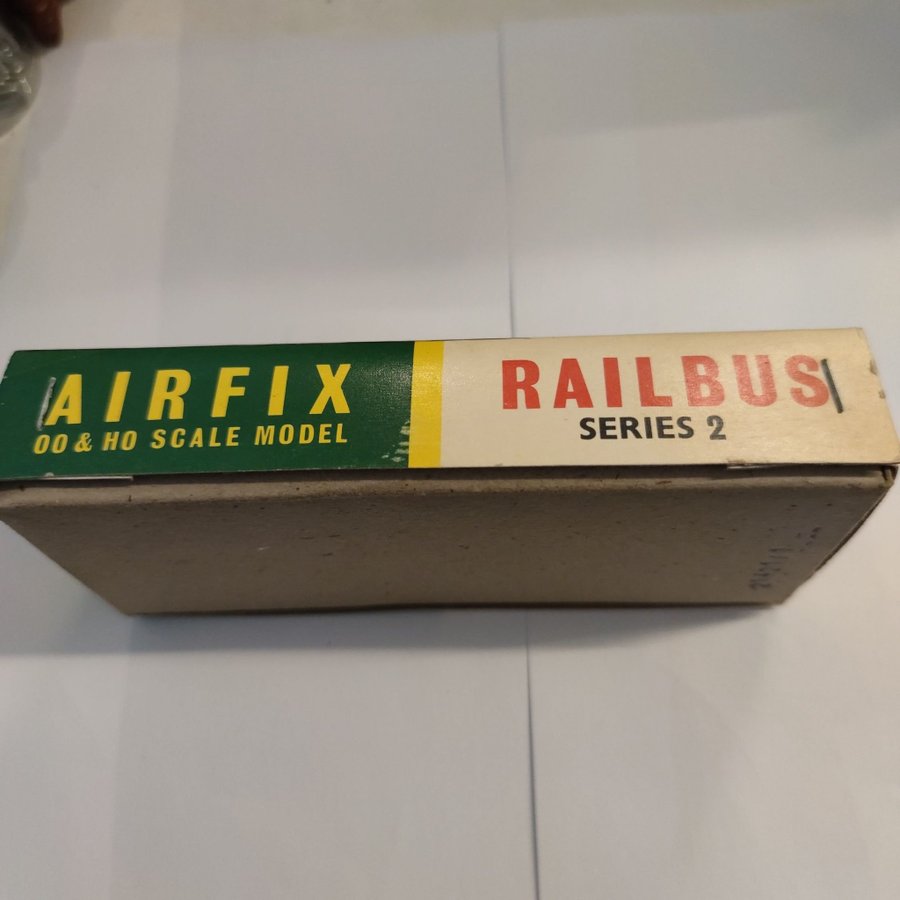 AIRFIX
OO & HO SCALE MODEL
RAILBUS
SERIES 2